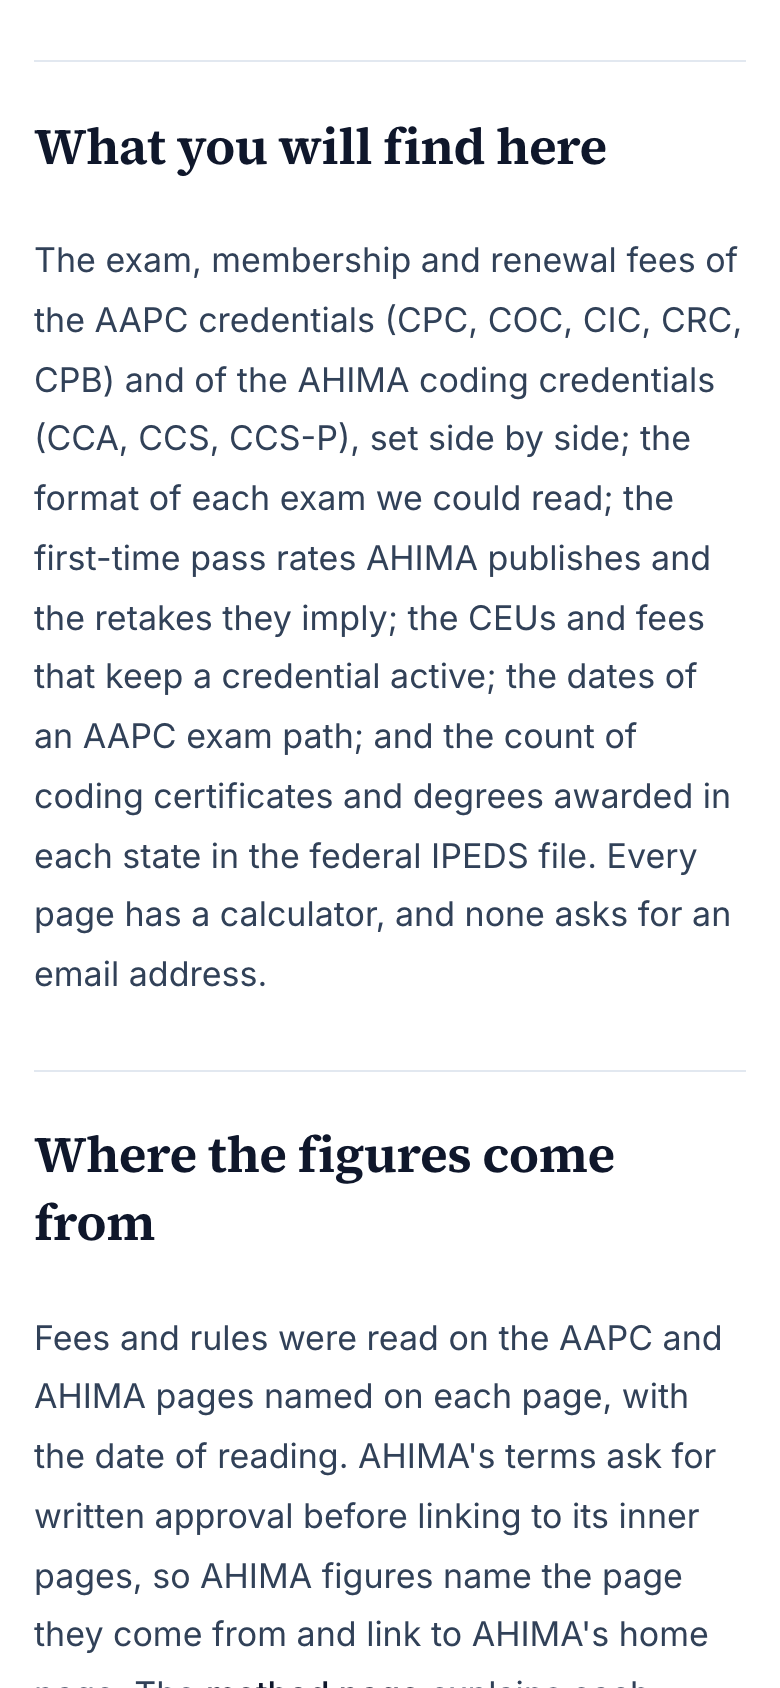 What you will find here
The exam, membership and renewal fees of
the AAPC credentials (CPC, COC, CIC, CRC,
CPB) and of the AHIMA coding credentials
(CCA, CCS, CCS-P), set side by side; the
format of each exam we could read; the
first-time pass rates AHIMA publishes and
the retakes they imply; the CEUs and fees
that keep a credential active; the dates of
an AAPC exam path; and the count of
coding certificates and degrees awarded in
each state in the federal IPEDS file. Every
page has a calculator, and none asks for an
email address.
Where the figures come
from
Fees and rules were read on the AAPC and
AHIMA pages named on each page, with
the date of reading. AHIMA's terms ask for
written approval before linking to its inner
pages, so AHIMA figures name the page
they come from and link to AHIMA's home
page. The method page explains each